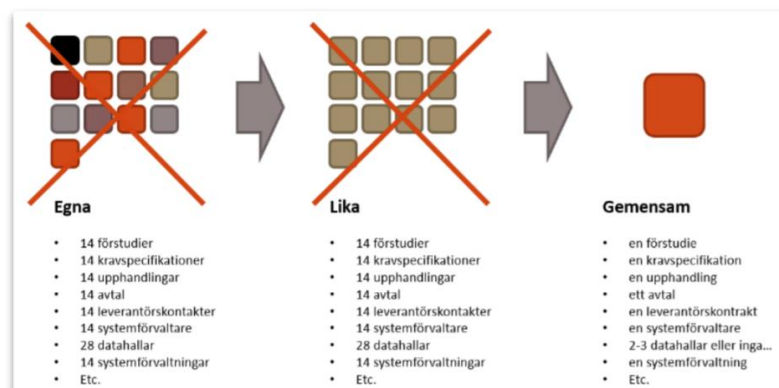 Egna
• 14 förstudier
• 14 kravspecifikationer
• 14 upphandlingar
• 14 avtal
• 14 leverantörskontakter
• 14 systemförvaltare
• 28 datahallar
• 14 systemförvaltningar
• Etc.
Lika
• 14 förstudier
• 14 kravspecifikationer
• 14 upphandlingar
• 14 avtal
• 14 leverantörskontakter
• 14 systemförvaltare
• 28 datahallar
• 14 systemförvaltningar
• Etc.
Gemensam
• en förstudie
• en kravspecifikation
• en upphandling
• ett avtal
• en leverantörskontrakt
• en systemförvaltare
• 2-3 datahallar eller inga...
• en systemförvaltning
• Etc.